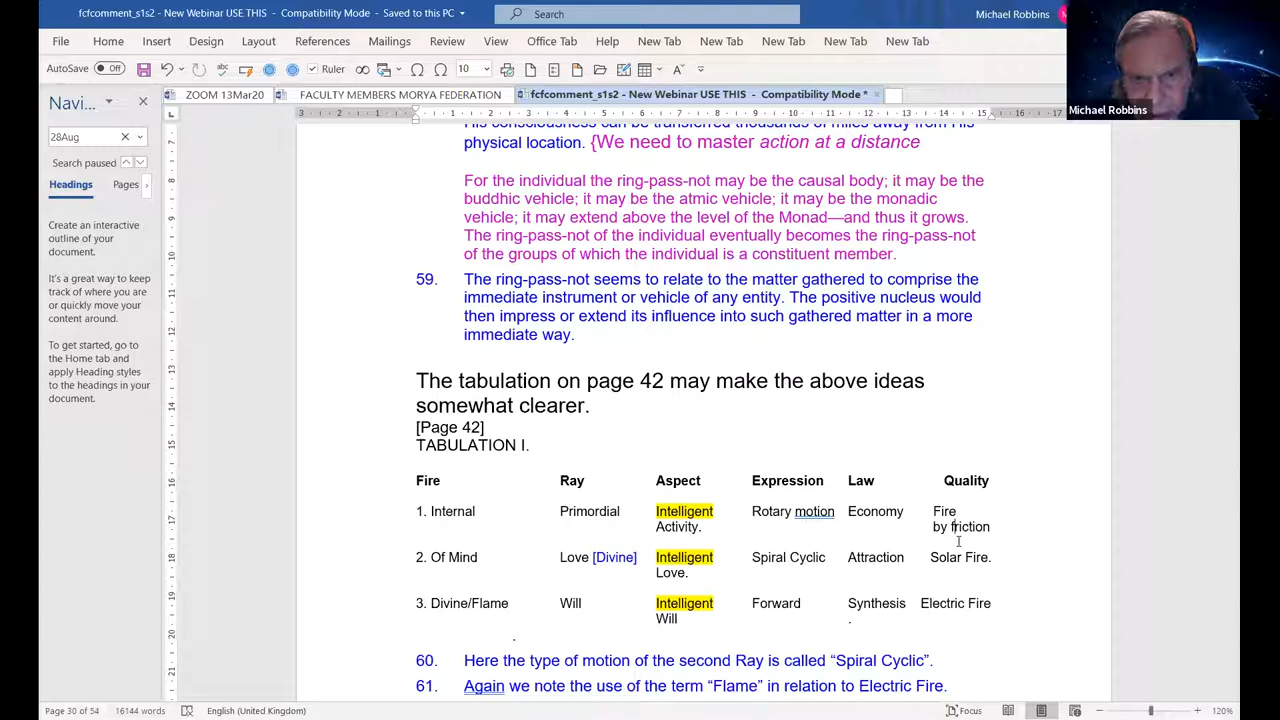 fcfcomment_s1s2 - New Webinar USE THIS - Compatibility Mode - Saved to this PC
Search
Michael Robbins
File Home Insert Design Layout References Mailings Review View Office Tab Help New Tab New Tab New Tab New Tab
AutoSave Off Ruler 10
Navi...
ZOOM 13Mar20 FACULTY MEMBERS MORYA FEDERATION fcfcomment_s1s2 - New Webinar USE THIS - Compatibility Mode *
Michael Robbins
28Aug
Search paused
Headings Pages
Create an interactive
outline of your
document.
It's a great way to keep
track of where you are
or quickly move your
content around.
To get started, go to
the Home tab and
apply Heading styles
to the headings in your
document.
His consciousness can be transferred thousands of miles away from His
physical location. {We need to master action at a distance
For the individual the ring-pass-not may be the causal body; it may be the
buddhic vehicle; it may be the atmic vehicle; it may be the monadic
vehicle; it may extend above the level of the Monad—and thus it grows.
The ring-pass-not of the individual eventually becomes the ring-pass-not
of the groups of which the individual is a constituent member.
59. The ring-pass-not seems to relate to the matter gathered to comprise the
immediate instrument or vehicle of any entity. The positive nucleus would
then impress or extend its influence into such gathered matter in a more
immediate way.
The tabulation on page 42 may make the above ideas
somewhat clearer.
[Page 42]
TABULATION I.
Fire Ray Aspect Expression Law Quality
1. Internal Primordial Intelligent Rotary motion Economy Fire
Activity. by friction
2. Of Mind Love [Divine] Intelligent Spiral Cyclic Attraction Solar Fire.
Love.
3. Divine/Flame Will Intelligent Forward Synthesis Electric Fire
Will .
.
60. Here the type of motion of the second Ray is called “Spiral Cyclic”.
61. Again we note the use of the term “Flame” in relation to Electric Fire.
Page 30 of 54 16144 words English (United Kingdom) Focus 120%